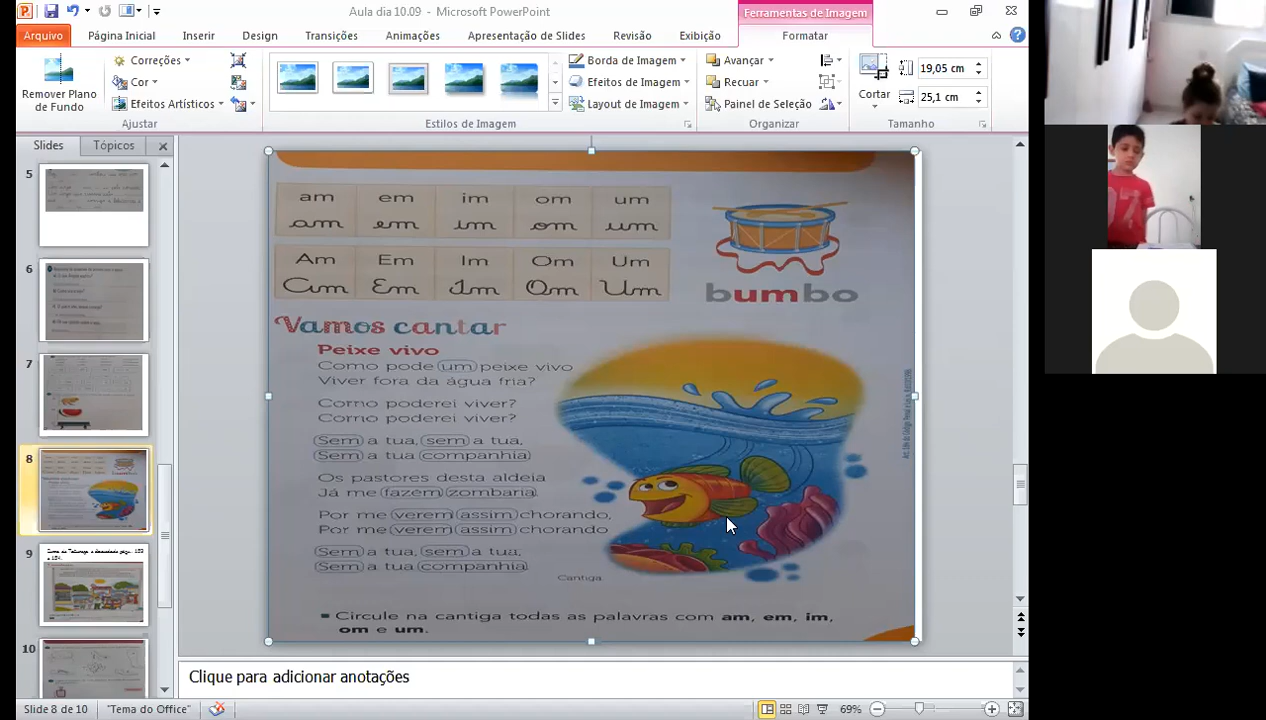 Aula dia 10.09 - Microsoft PowerPoint
Ferramentas de Imagem
Arquivo
Página Inicial
Inserir
Design
Transições
Animações
Apresentação de Slides
Revisão
Exibição
Formatar
Remover Plano de Fundo
Correções
Cor
Efeitos Artísticos
Ajustar
Borda de Imagem
Efeitos de Imagem
Layout de Imagem
Estilos de Imagem
Avançar
Recuar
Painel de Seleção
Organizar
Cortar
19,05 cm
25,1 cm
Tamanho
Slides
Tópicos
5
6
7
8
9
10
am em im om um
am em im om um
Am Em Im Om Um
Am Em Im Om Um
bumbo
Vamos cantar
Peixe vivo
Como pode um peixe vivo
Viver fora da água fria?
Como poderei viver?
Como poderei viver?
Sem a tua, sem a tua,
Sem a tua companhia
Os pastores desta aldeia
Já me fazem zombaria
Por me verem assim chorando,
Por me verem assim chorando
Sem a tua, sem a tua,
Sem a tua companhia.
Cantiga
Circule na cantiga todas as palavras com am, em, im,
om e um.
Clique para adicionar anotações
Slide 8 de 10
"Tema do Office"
69%